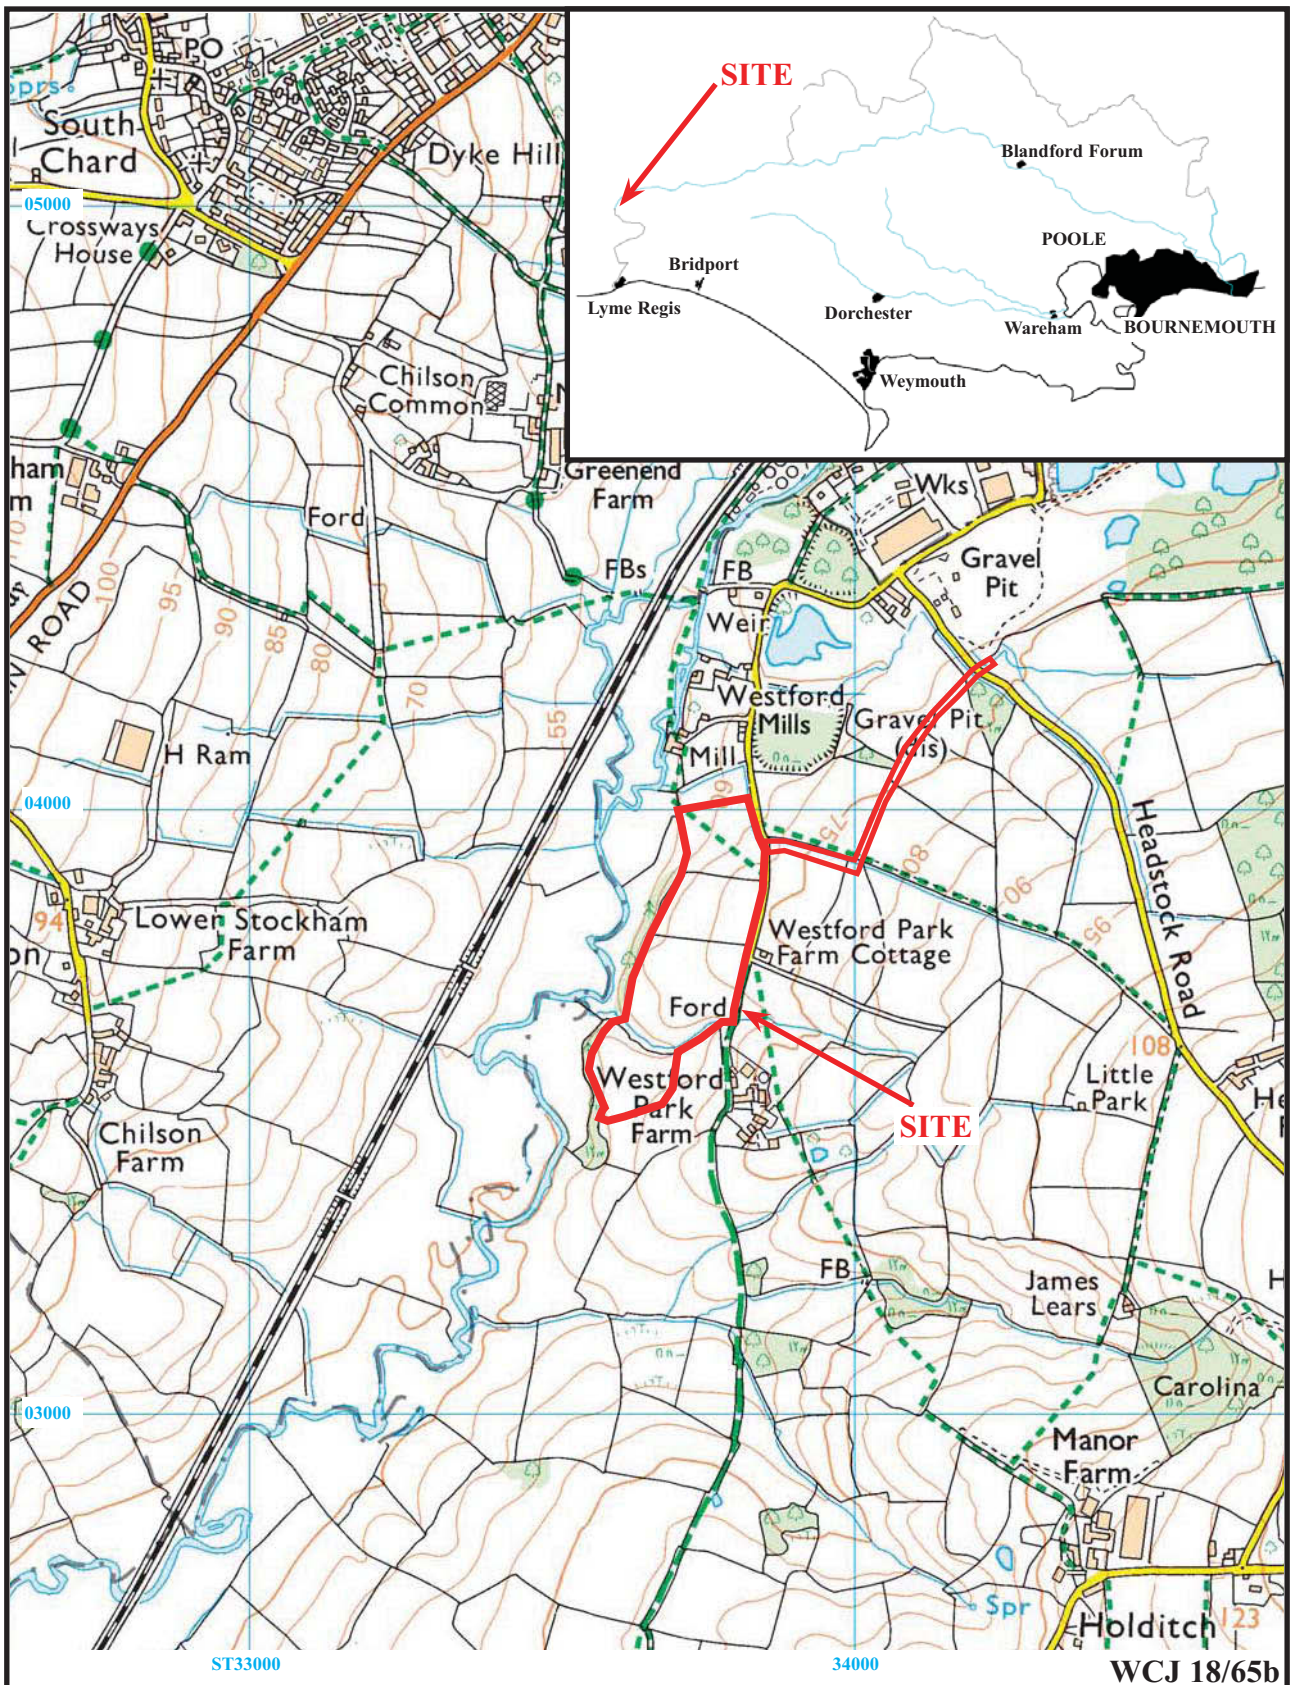 SITE
Blandford Forum
POOLE
Bridport
Lyme Regis
Dorchester
Wareham
BOURNEMOUTH
Weymouth
PO
South
Chard
Dyke Hill
05000
Crossways
House
Chilson
Common
Greenend
Farm
Wks
Ford
FBs
FB
Gravel
Pit
Weir
100
95
90
85
80
70
55
ROAD
Westford
Mills
Gravel Pit
(dis)
H Ram
Mill
04000
75
80
90
95
Headstock Road
94
Lower Stockham
Farm
Westford Park
Farm Cottage
Ford
108
Little
Park
Westford
Park
Farm
SITE
Chilson
Farm
FB
James
Lears
Carolina
03000
Manor
Farm
Spr
Holditch
123
ST33000
34000
WCJ 18/65b